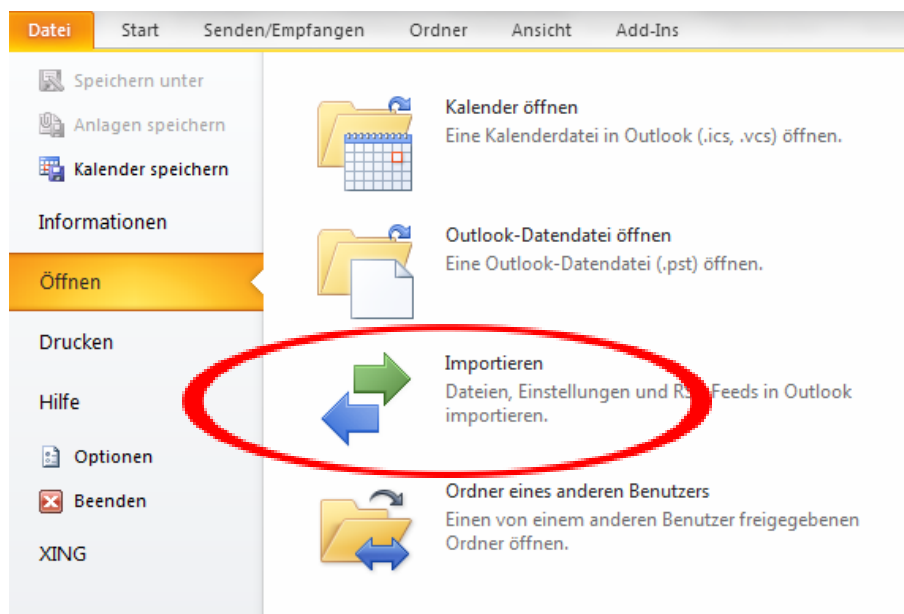 Datei Start Senden/Empfangen Ordner Ansicht Add-Ins
Speichern unter
Anlagen speichern
Kalender speichern
Informationen
Öffnen
Drucken
Hilfe
Optionen
Beenden
XING
Kalender öffnen
Eine Kalenderdatei in Outlook (.ics, .vcs) öffnen.
Outlook-Datendatei öffnen
Eine Outlook-Datendatei (.pst) öffnen.
Importieren
Dateien, Einstellungen und RSS-Feeds in Outlook
importieren.
Ordner eines anderen Benutzers
Einen von einem anderen Benutzer freigegebenen
Ordner öffnen.